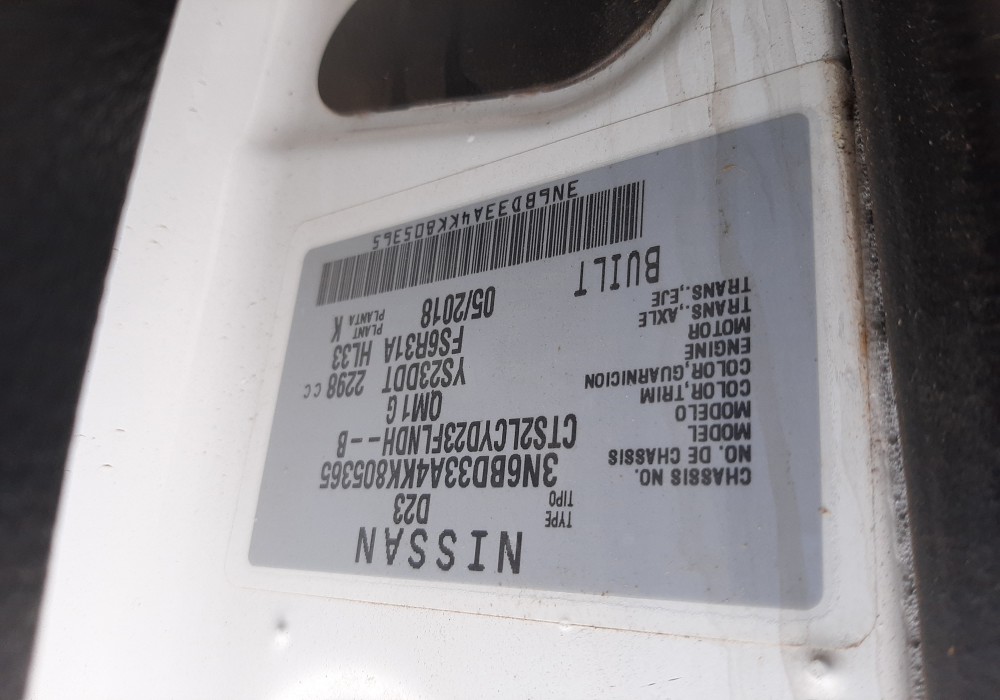 NISSAN
TYPE
TIPO D23
CHASSIS NO. 3N6BD33A4KK805365
NO. DE CHASSIS
MODEL CTS2LCYD23FLNDH--B
MODELO
COLOR,TRIM QM1 G
COLOR,GUARNICION
ENGINE YS23DDT 2298 CC
MOTOR
TRANS.,AXLE FS6R31A HL33 PLANT
TRANS.,EJE PLANTA K
BUILT 05/2018
3N6BD33A4KK805365